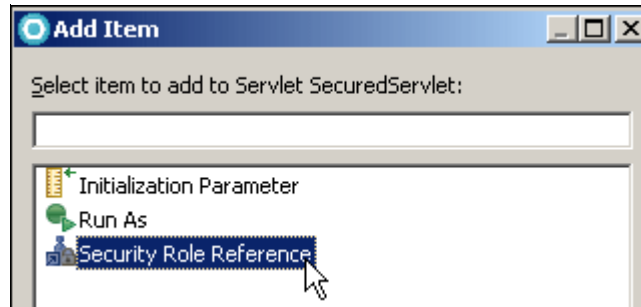 Add Item
Select item to add to Servlet SecuredServlet:
Initialization Parameter
Run As
Security Role Reference